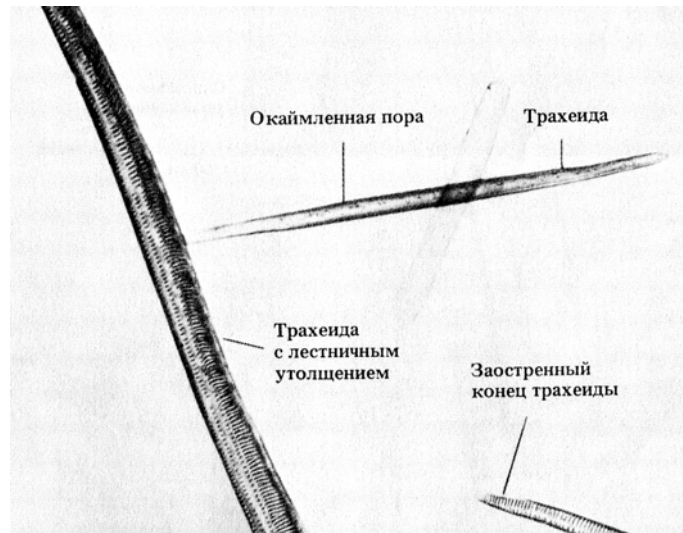 Окаймленная пора
Трахеида
Трахеида
с лестничным
утолщением
Заостренный
конец трахеиды